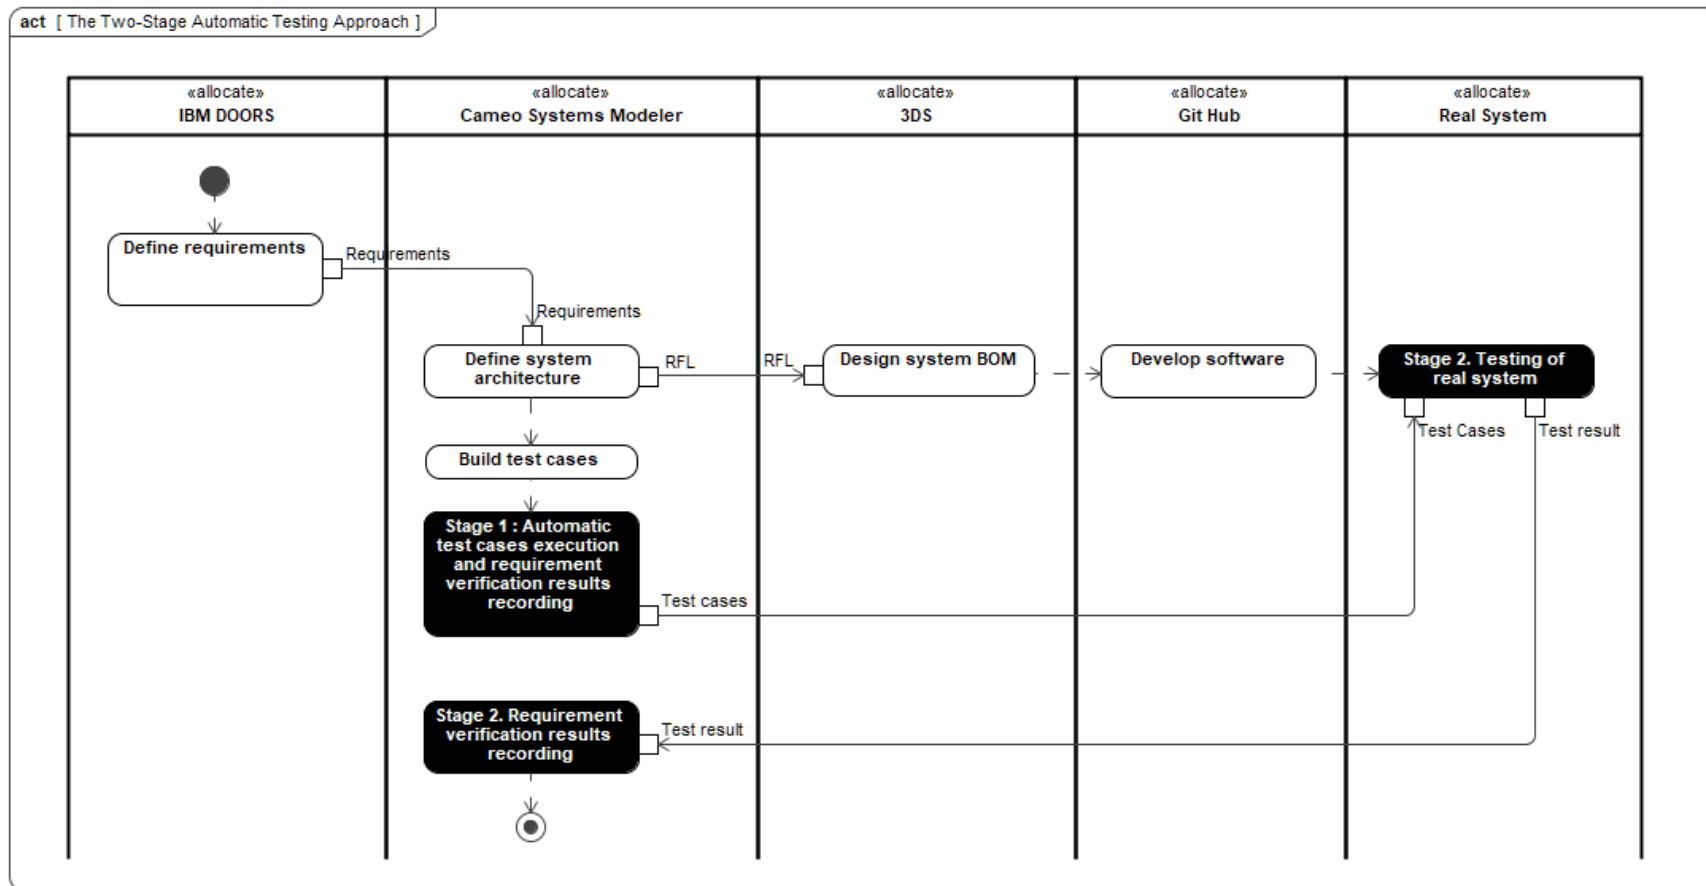 act [ The Two-Stage Automatic Testing Approach ]
«allocate»
IBM DOORS
«allocate»
Cameo Systems Modeler
«allocate»
3DS
«allocate»
Git Hub
«allocate»
Real System
Define requirements
Requirements
Requirements
Define system
architecture
RFL
RFL
Design system BOM
Develop software
Stage 2. Testing of
real system
Test Cases
Test result
Build test cases
Stage 1 : Automatic
test cases execution
and requirement
verification results
recording
Test cases
Stage 2. Requirement
verification results
recording
Test result